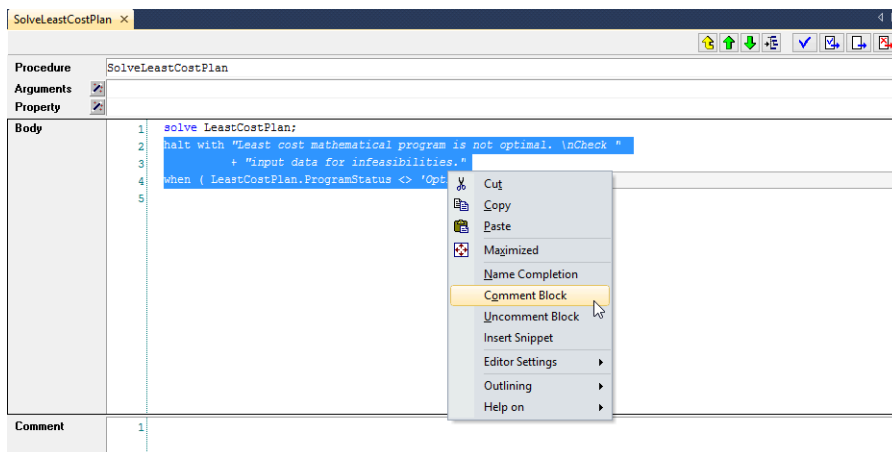 SolveLeastCostPlan
Procedure SolveLeastCostPlan
Arguments
Property
Body
1 solve LeastCostPlan;
2 halt with "Least cost mathematical program is not optimal. \nCheck "
3 + "input data for infeasibilities."
4 when ( LeastCostPlan.ProgramStatus <> 'Opt
5
Cut
Copy
Paste
Maximized
Name Completion
Comment Block
Uncomment Block
Insert Snippet
Editor Settings
Outlining
Help on
Comment 1